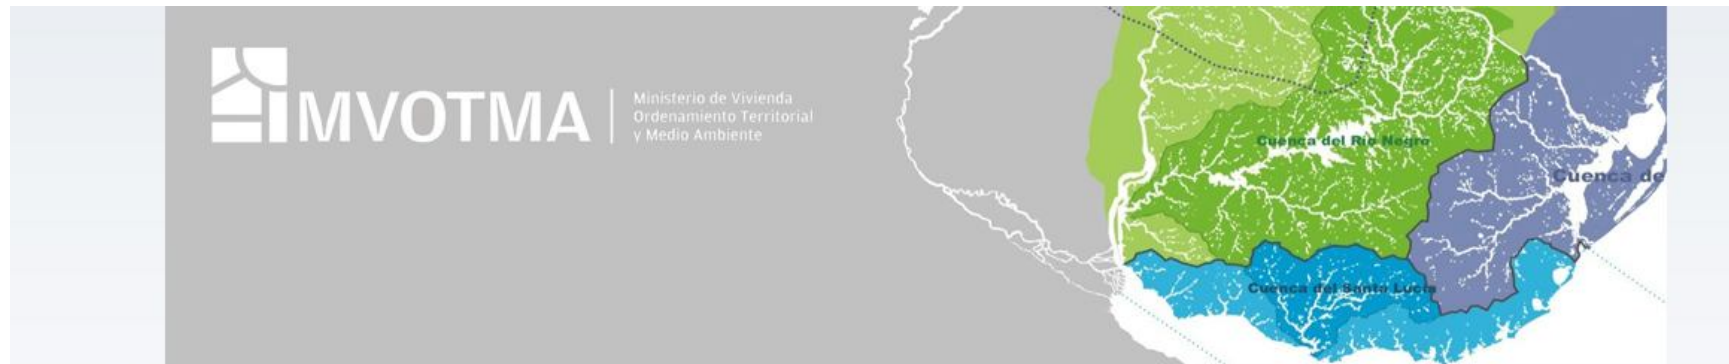 MVOTMA
Ministerio de Vivienda
Ordenamiento Territorial
y Medio Ambiente
Cuenca del Río Negro
Cuenca de
Cuenca del Santa Lucía